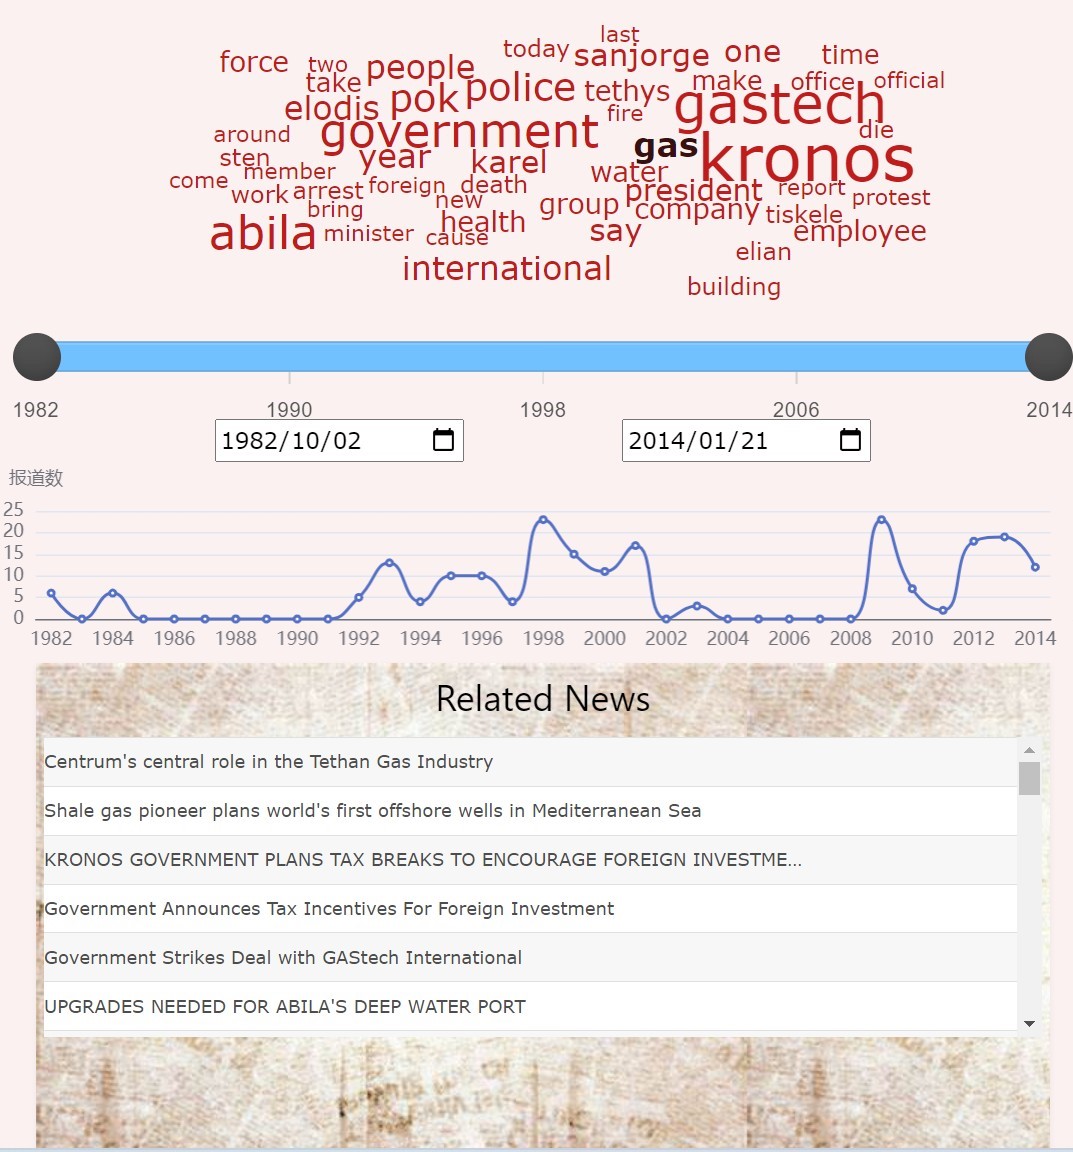 last
today sanjorge one time
force two people
take police tethys make office official
elodis pok gastech
fire
around government gas die
sten year karel kronos
member water
come work arrest foreign death president report protest
bring new group company tiskele
abila minister health say employee
cause elian
international
building
1982 1990 1998 2006 2014
1982/10/02 2014/01/21
报道数
25
20
15
10
5
0
1982 1984 1986 1988 1990 1992 1994 1996 1998 2000 2002 2004 2006 2008 2010 2012 2014
Related News
Centrum's central role in the Tethan Gas Industry
Shale gas pioneer plans world's first offshore wells in Mediterranean Sea
KRONOS GOVERNMENT PLANS TAX BREAKS TO ENCOURAGE FOREIGN INVESTME...
Government Announces Tax Incentives For Foreign Investment
Government Strikes Deal with GAStech International
UPGRADES NEEDED FOR ABILA'S DEEP WATER PORT